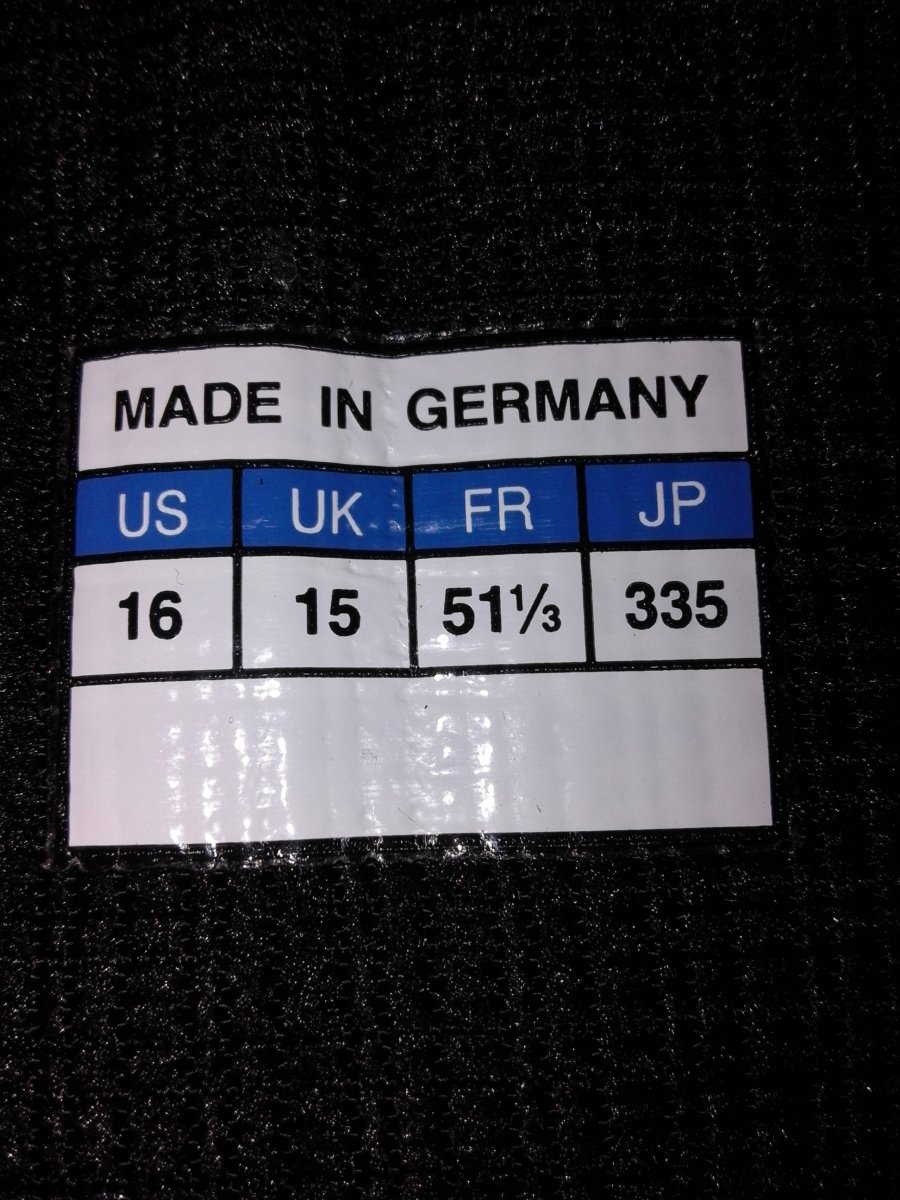 MADE IN GERMANY
US UK FR JP
16 15 51⅓ 335